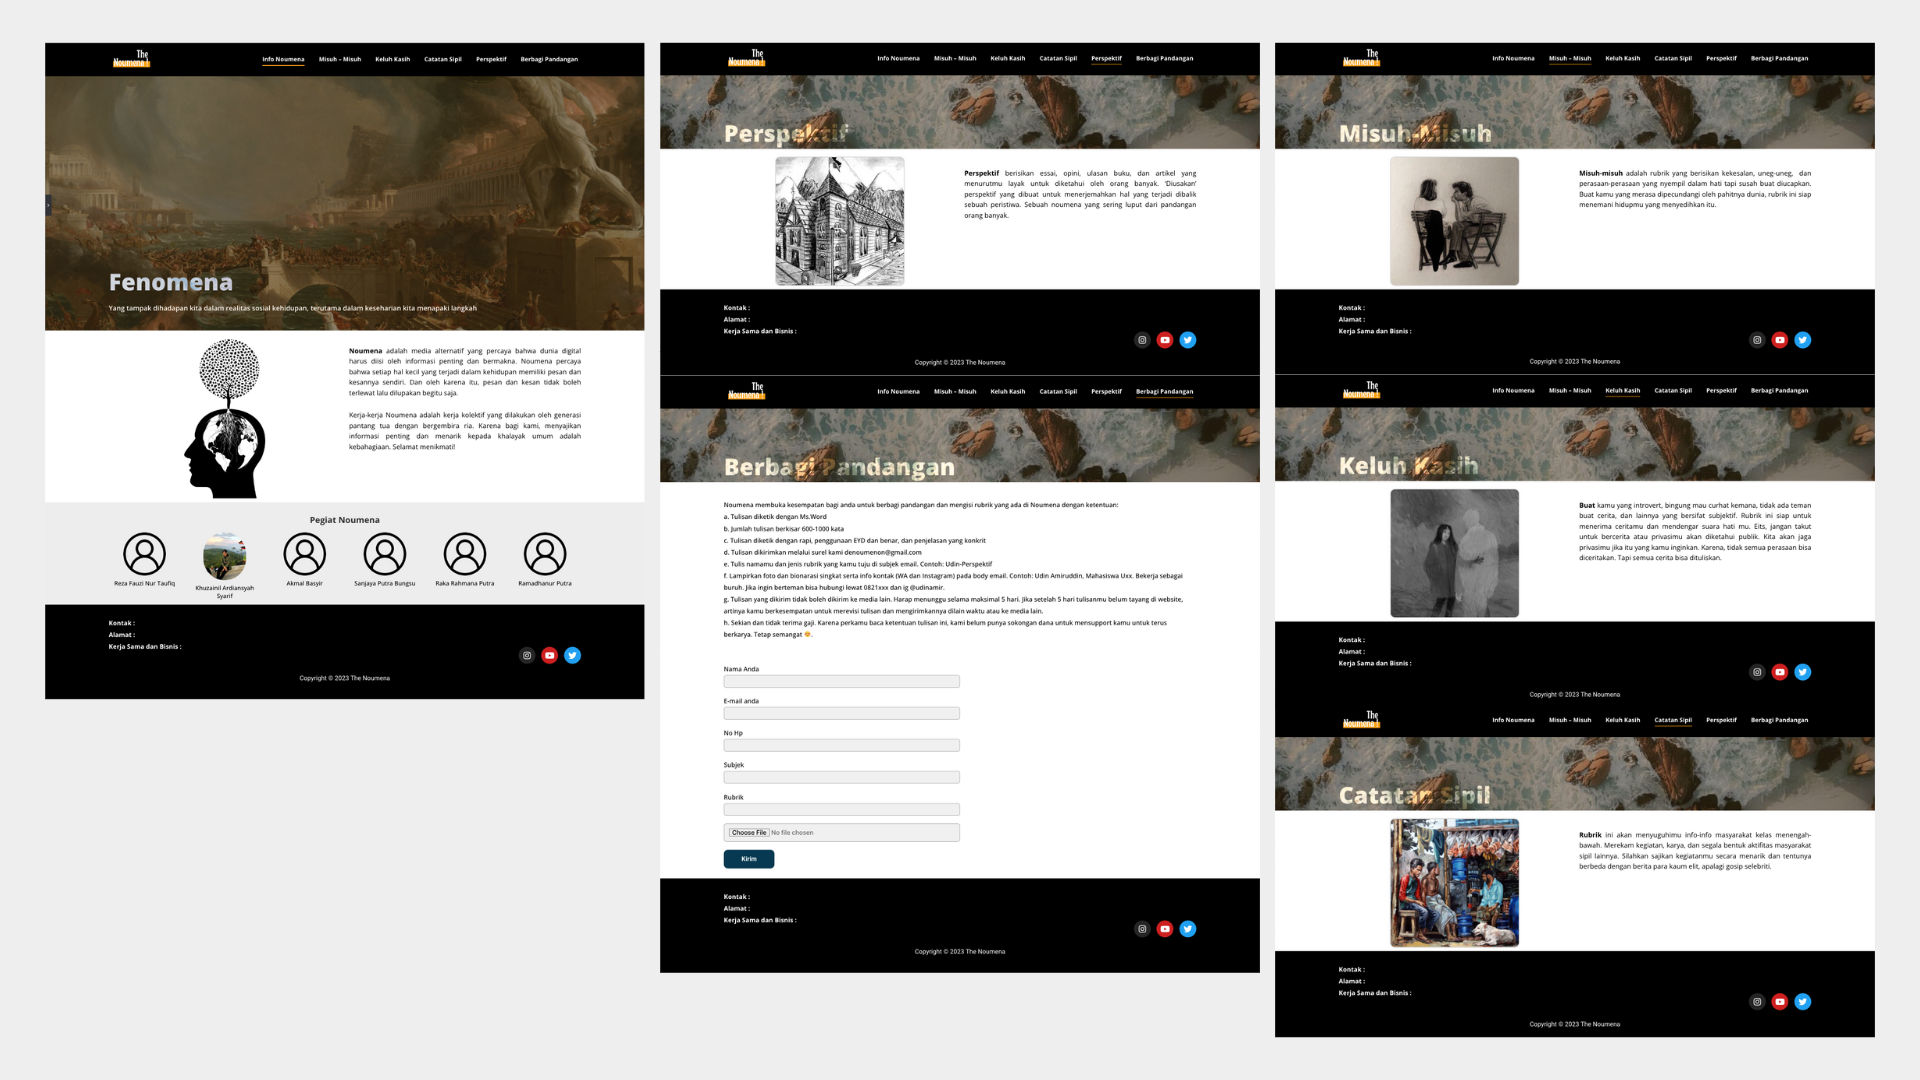 The
Noumena !
Info Noumena
Misuh – Misuh
Keluh Kasih
Catatan Sipil
Perspektif
Berbagi Pandangan
Fenomena
Yang tampak dihadapan kita dalam realitas sosial kehidupan, terutama dalam keseharian kita menapaki langkah
Noumena adalah media alternatif yang percaya bahwa dunia digital
harus diisi oleh informasi penting dan bermakna. Noumena percaya
bahwa setiap hal kecil yang terjadi dalam kehidupan memiliki pesan dan
kesannya sendiri. Dan oleh karena itu, pesan dan kesan tidak boleh
terlewat lalu dilupakan begitu saja.
Kerja-kerja Noumena adalah kerja kolektif yang dilakukan oleh generasi
pantang tua dengan bergembira ria. Karena bagi kami, menyajikan
informasi penting dan menarik kepada khalayak umum adalah
kebahagiaan. Selamat menikmati!
Pegiat Noumena
Reza Fauzi Nur Taufiq
Khuzainil Ardiansyah
Syarif
Akmal Basyir
Sanjaya Putra Bungsu
Raka Rahmana Putra
Ramadhanur Putra
Kontak :
Alamat :
Kerja Sama dan Bisnis :
Copyright © 2023 The Noumena
The
Noumena !
Info Noumena
Misuh – Misuh
Keluh Kasih
Catatan Sipil
Perspektif
Berbagi Pandangan
Perspektif
Perspektif berisikan essai, opini, ulasan buku, dan artikel yang
menurutmu layak untuk diketahui oleh orang banyak. 'Diusakan'
perspektif yang dibuat untuk menerjemahkan hal yang terjadi dibalik
sebuah peristiwa. Sebuah noumena yang sering luput dari pandangan
orang banyak.
Kontak :
Alamat :
Kerja Sama dan Bisnis :
Copyright © 2023 The Noumena
The
Noumena !
Info Noumena
Misuh – Misuh
Keluh Kasih
Catatan Sipil
Perspektif
Berbagi Pandangan
Berbagi Pandangan
Noumena membuka kesempatan bagi anda untuk berbagi pandangan dan mengisi rubrik yang ada di Noumena dengan ketentuan:
a. Tulisan diketik dengan Ms.Word
b. Jumlah tulisan berkisar 600-1000 kata
c. Tulisan diketik dengan rapi, penggunaan EYD dan benar, dan penjelasan yang konkrit
d. Tulisan dikirimkan melalui surel kami denoumenon@gmail.com
e. Tulis namamu dan jenis rubrik yang kamu tuju di subjek email. Contoh: Udin-Perspektif
f. Lampirkan foto dan bionarasi singkat serta info kontak (WA dan Instagram) pada body email. Contoh: Udin Amiruddin, Mahasiswa Uxx. Bekerja sebagai
buruh. Jika ingin berteman bisa hubungi lewat 0821xxx dan ig @udinamir.
g. Tulisan yang dikirim tidak boleh dikirim ke media lain. Harap menunggu selama maksimal 5 hari. Jika setelah 5 hari tulisanmu belum tayang di website,
artinya kamu berkesempatan untuk merevisi tulisan dan mengirimkannya dilain waktu atau ke media lain.
h. Sekian dan tidak terima gaji. Karena perkamu baca ketentuan tulisan ini, kami belum punya sokongan dana untuk mensupport kamu untuk terus
berkarya. Tetap semangat 😊.
Nama Anda
E-mail anda
No Hp
Subjek
Rubrik
Choose File No file chosen
Kirim
Kontak :
Alamat :
Kerja Sama dan Bisnis :
Copyright © 2023 The Noumena
The
Noumena !
Info Noumena
Misuh – Misuh
Keluh Kasih
Catatan Sipil
Perspektif
Berbagi Pandangan
Misuh-Misuh
Misuh-misuh adalah rubrik yang berisikan kekesalan, uneg-uneg, dan
perasaan-perasaan yang nyempil dalam hati tapi susah buat diucapkan.
Buat kamu yang merasa dipecundangi oleh pahitnya dunia, rubrik ini siap
menemani hidupmu yang menyedihkan itu.
Kontak :
Alamat :
Kerja Sama dan Bisnis :
Copyright © 2023 The Noumena
The
Noumena !
Info Noumena
Misuh – Misuh
Keluh Kasih
Catatan Sipil
Perspektif
Berbagi Pandangan
Keluh Kasih
Buat kamu yang introvert, bingung mau curhat kemana, tidak ada teman
buat cerita, dan lainnya yang bersifat subjektif. Rubrik ini siap untuk
menerima ceritamu dan mendengar suara hati mu. Eits, jangan takut
untuk bercerita atau privasimu akan diketahui publik. Kita akan jaga
privasimu jika itu yang kamu inginkan. Karena, tidak semua perasaan bisa
diceritakan. Tapi semua cerita bisa dituliskan.
Kontak :
Alamat :
Kerja Sama dan Bisnis :
Copyright © 2023 The Noumena
The
Noumena !
Info Noumena
Misuh – Misuh
Keluh Kasih
Catatan Sipil
Perspektif
Berbagi Pandangan
Catatan Sipil
Rubrik ini akan menyuguhimu info-info masyarakat kelas menengah-
bawah. Merekam kegiatan, karya, dan segala bentuk aktifitas masyarakat
sipil lainnya. Silahkan sajikan kegiatanmu secara menarik dan tentunya
berbeda dengan berita para kaum elit, apalagi gosip selebriti.
Kontak :
Alamat :
Kerja Sama dan Bisnis :
Copyright © 2023 The Noumena